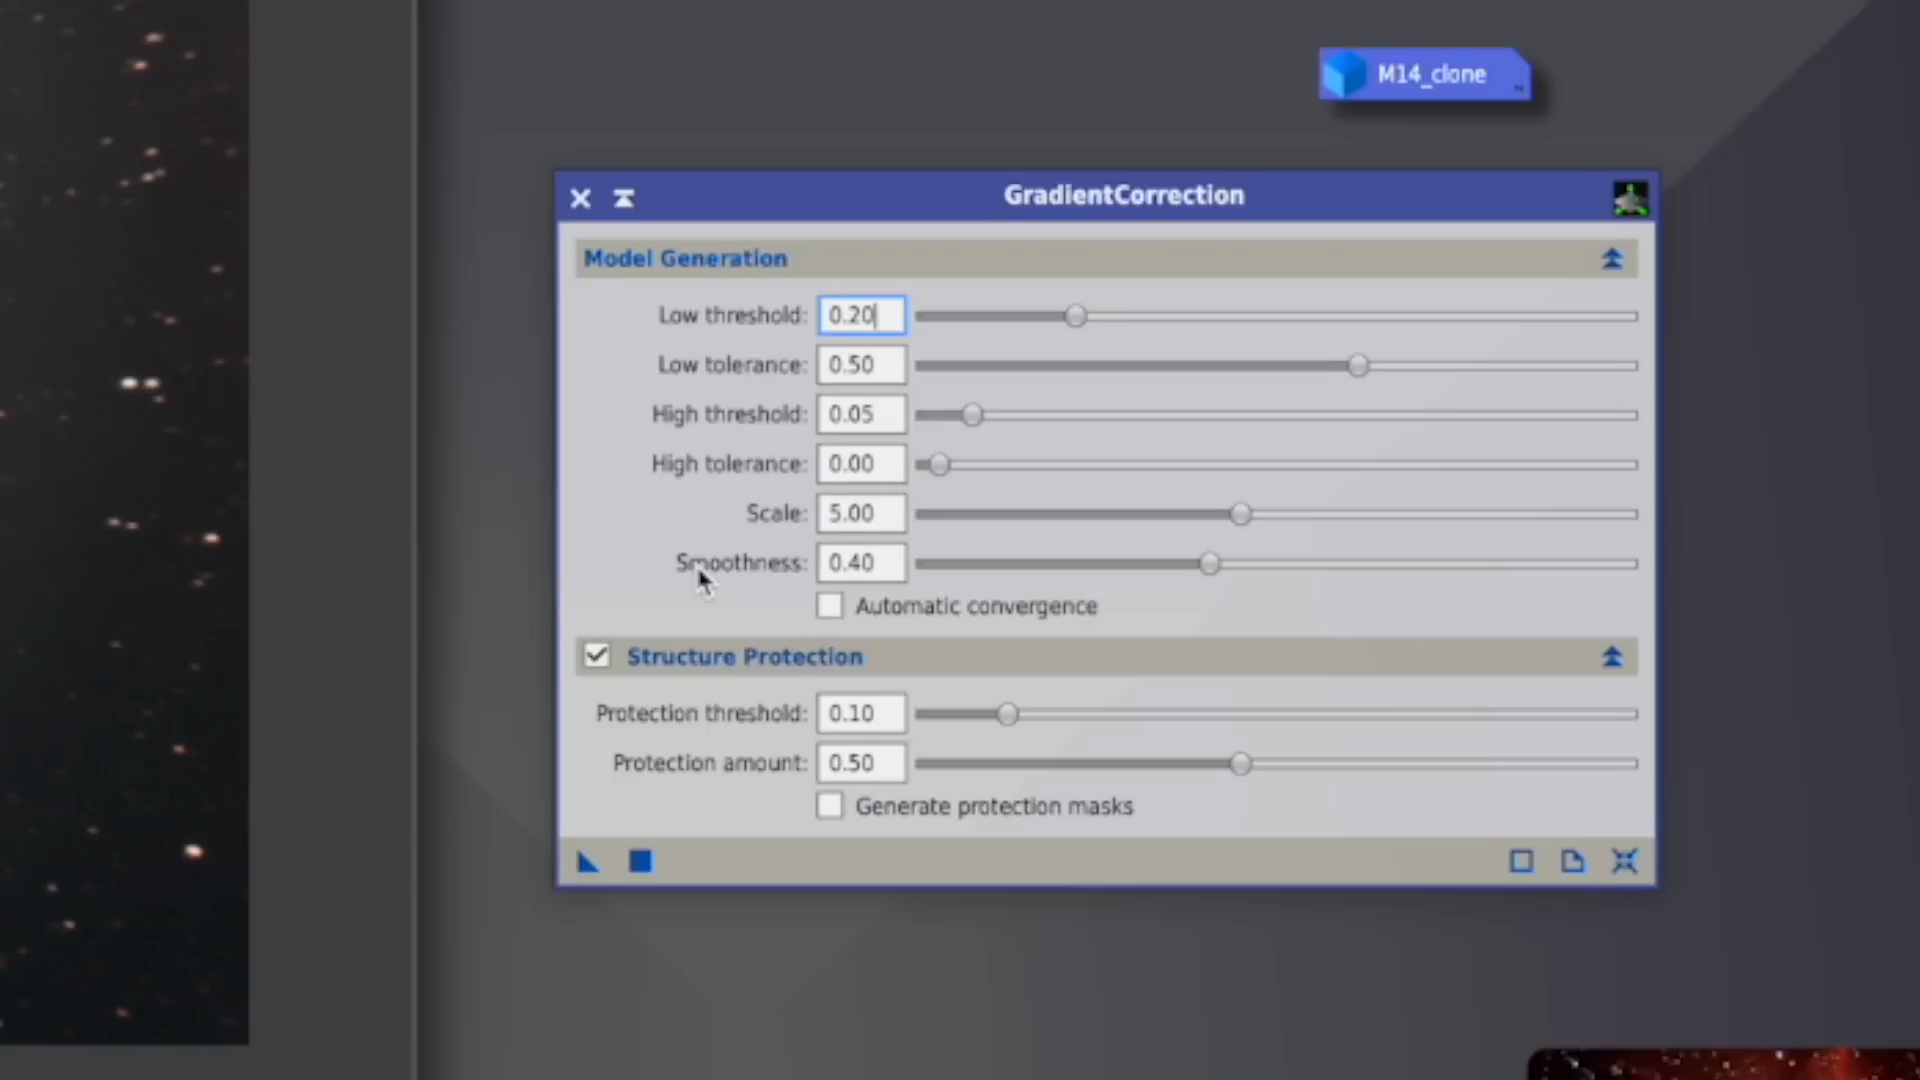 M14_clone
GradientCorrection
Model Generation
Low threshold: 0.20
Low tolerance: 0.50
High threshold: 0.05
High tolerance: 0.00
Scale: 5.00
Smoothness: 0.40
Automatic convergence
Structure Protection
Protection threshold: 0.10
Protection amount: 0.50
Generate protection masks